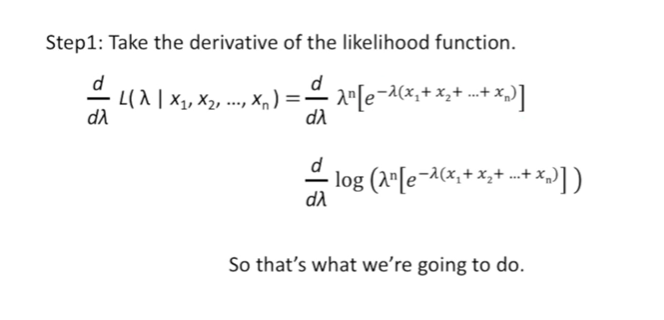 Step1: Take the derivative of the likelihood function.
d/dλ L(λ | x₁, x₂, ..., xₙ) = d/dλ λⁿ[e^−λ(x₁+ x₂+ ...+ xₙ)]
d/dλ log (λⁿ[e^−λ(x₁+ x₂+ ...+ xₙ)])
So that’s what we’re going to do.